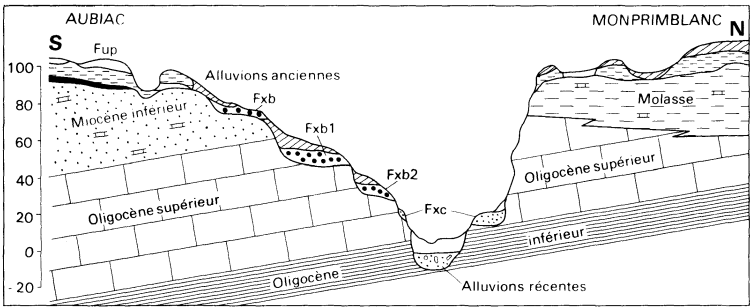 AUBIAC
MONPRIMBLANC
S
N
Fup
Alluvions anciennes
100
Fxb
80
Miocène inférieur
Molasse
Fxb1
60
Fxb2
Oligocène supérieur
40
Oligocène supérieur
Fxc
20
inférieur
0
Oligocène
Alluvions récentes
- 20